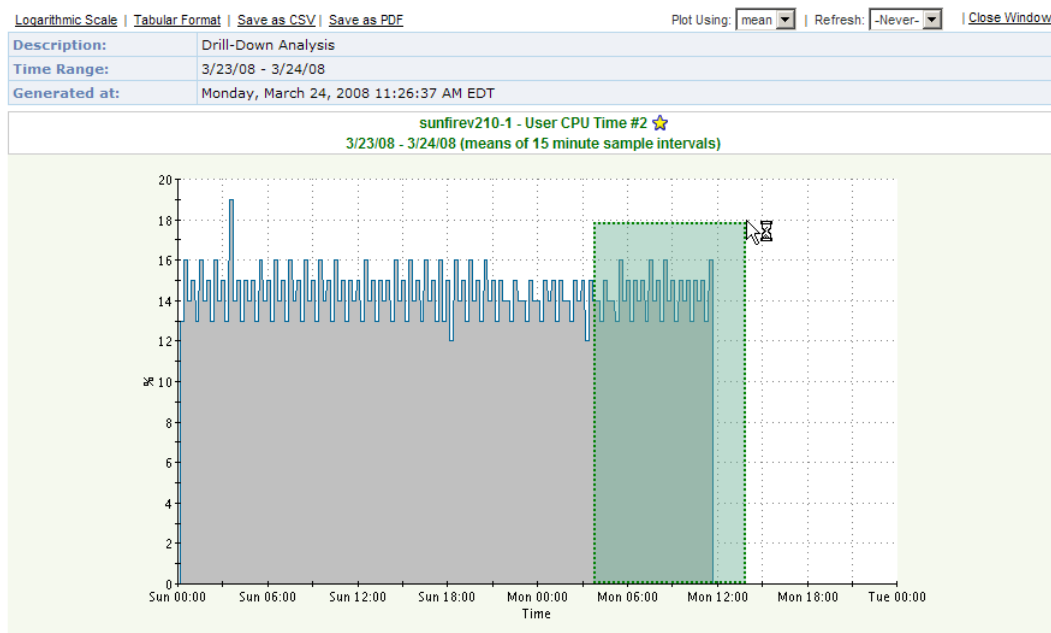 Logarithmic Scale | Tabular Format | Save as CSV | Save as PDF Plot Using: mean | Refresh: -Never- | Close Window
Description: Drill-Down Analysis
Time Range: 3/23/08 - 3/24/08
Generated at: Monday, March 24, 2008 11:26:37 AM EDT
sunfirev210-1 - User CPU Time #2
3/23/08 - 3/24/08 (means of 15 minute sample intervals)
20
18
16
14
12
% 10
8
6
4
2
0
Sun 00:00 Sun 06:00 Sun 12:00 Sun 18:00 Mon 00:00 Mon 06:00 Mon 12:00 Mon 18:00 Tue 00:00
Time